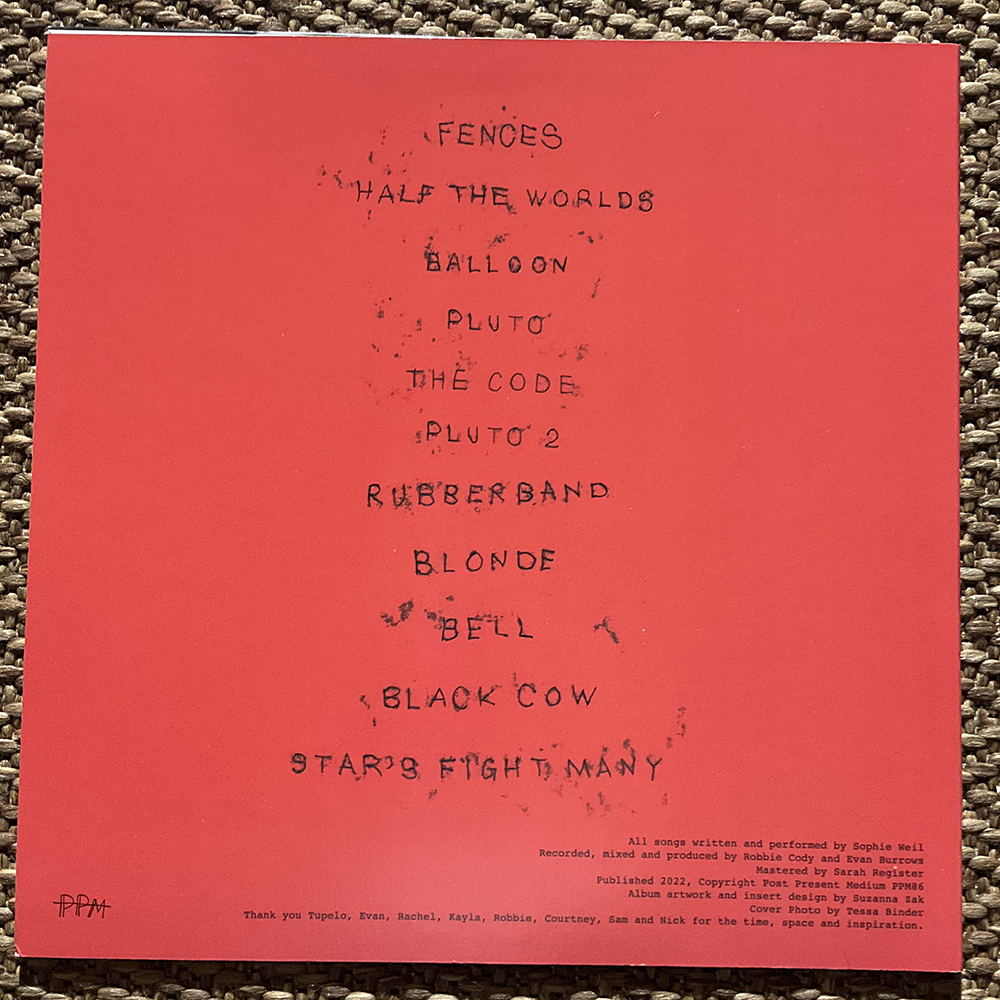 FENCES
HALF THE WORLDS
BALLOON
PLUTO
THE CODE
PLUTO 2
RUBBERBAND
BLONDE
BELL
BLACK COW
STAR'S FIGHT MANY
All songs written and performed by Sophie Weil
Recorded, mixed and produced by Robbie Cody and Evan Burrows
Mastered by Sarah Register
Published 2022, Copyright Post Present Medium PPM86
Album artwork and insert design by Suzanna Zak
Cover Photo by Tessa Binder
Thank you Tupelo, Evan, Rachel, Kayla, Robbie, Courtney, Sam and Nick for the time, space and inspiration.
PPM